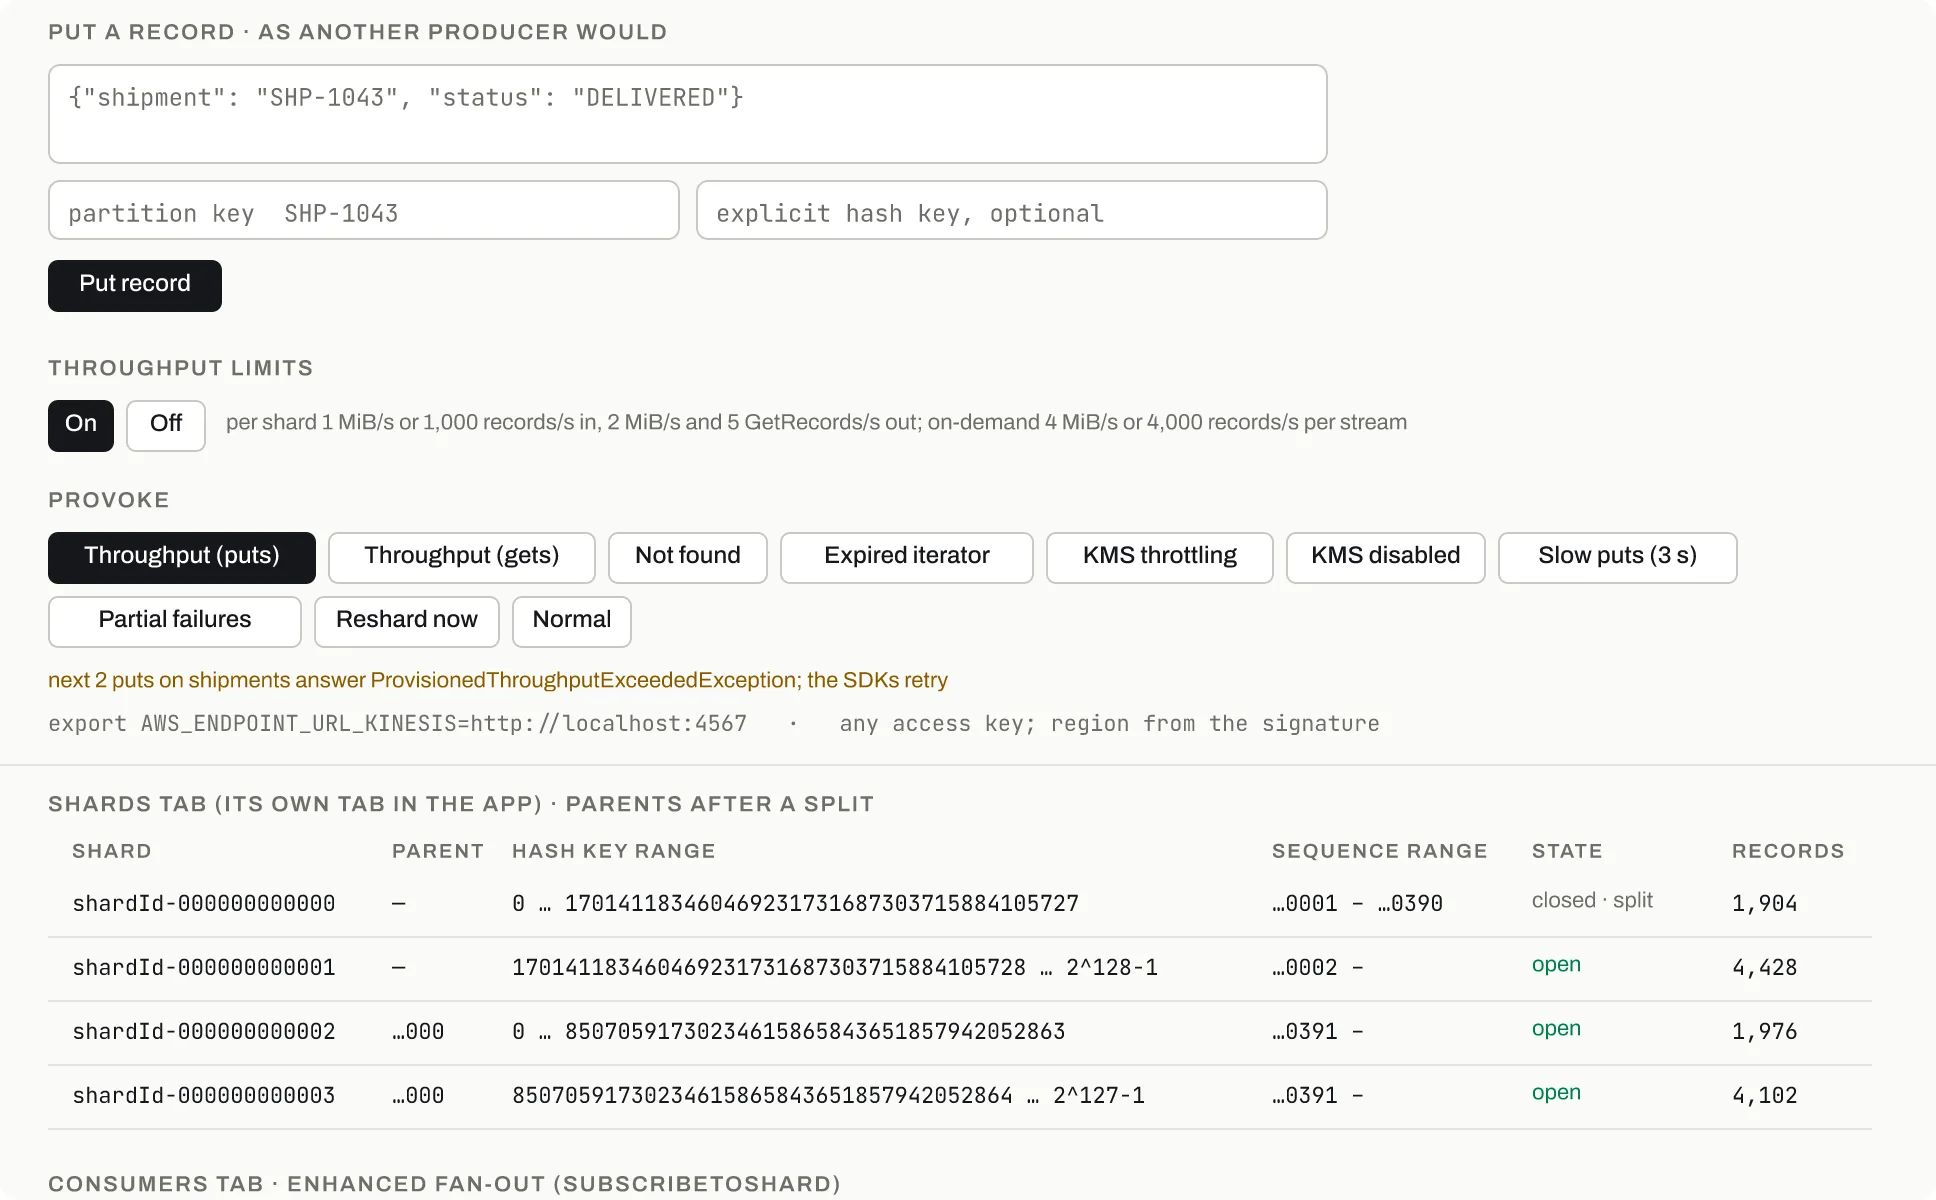 PUT A RECORD · AS ANOTHER PRODUCER WOULD
{"shipment": "SHP-1043", "status": "DELIVERED"}
partition key  SHP-1043
explicit hash key, optional
Put record
THROUGHPUT LIMITS
On Off per shard 1 MiB/s or 1,000 records/s in, 2 MiB/s and 5 GetRecords/s out; on-demand 4 MiB/s or 4,000 records/s per stream
PROVOKE
Throughput (puts) Throughput (gets) Not found Expired iterator KMS throttling KMS disabled Slow puts (3 s)
Partial failures Reshard now Normal
next 2 puts on shipments answer ProvisionedThroughputExceededException; the SDKs retry
export AWS_ENDPOINT_URL_KINESIS=http://localhost:4567 · any access key; region from the signature
SHARDS TAB (ITS OWN TAB IN THE APP) · PARENTS AFTER A SPLIT
SHARD PARENT HASH KEY RANGE SEQUENCE RANGE STATE RECORDS
shardId-000000000000 — 0 … 170141183460469231731687303715884105727 …0001 – …0390 closed · split 1,904
shardId-000000000001 — 170141183460469231731687303715884105728 … 2^128-1 …0002 – open 4,428
shardId-000000000002 …000 0 … 85070591730234615865843651857942052863 …0391 – open 1,976
shardId-000000000003 …000 85070591730234615865843651857942052864 … 2^127-1 …0391 – open 4,102
CONSUMERS TAB · ENHANCED FAN-OUT (SUBSCRIBETOSHARD)